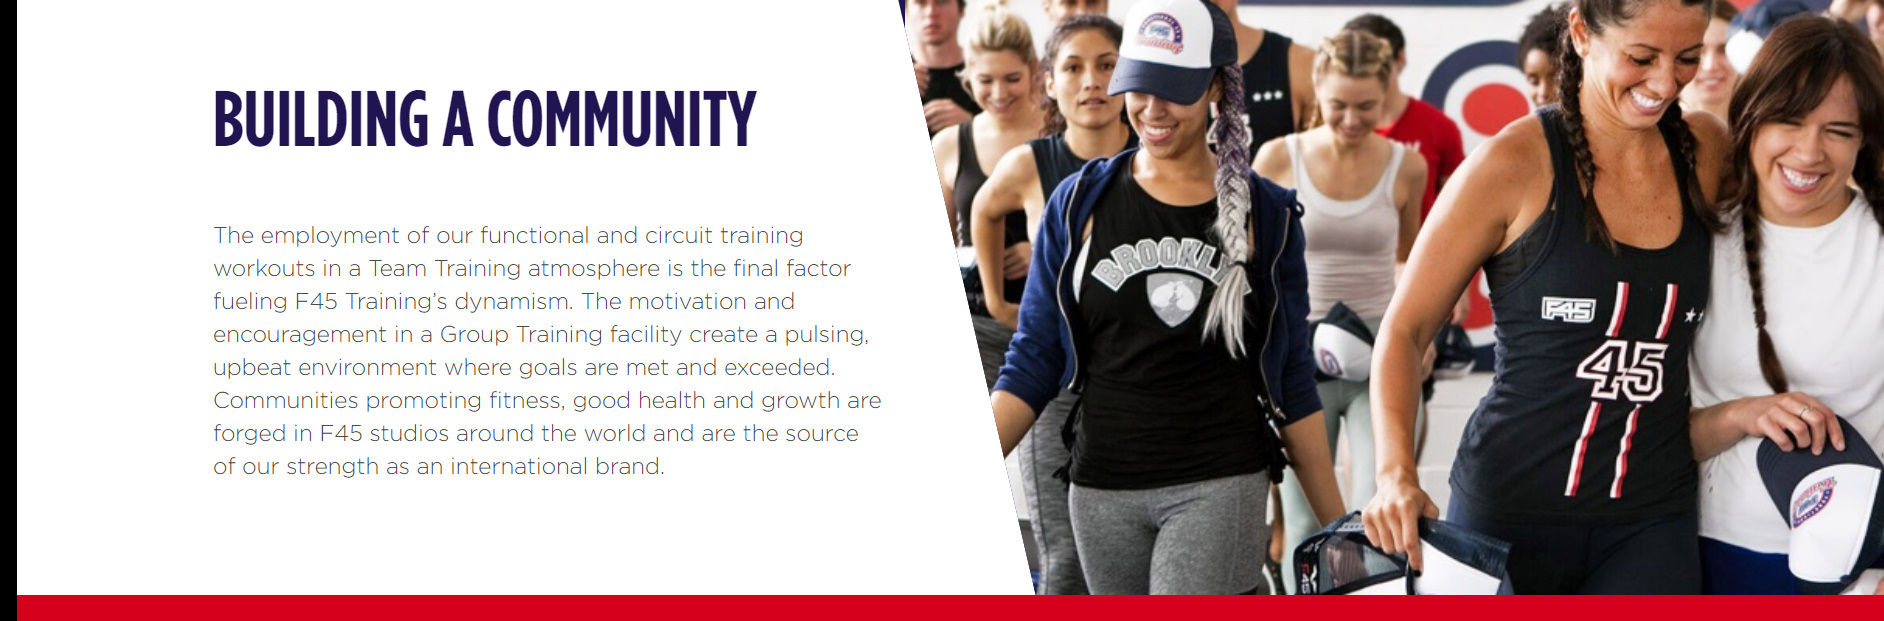 BUILDING A COMMUNITY
The employment of our functional and circuit training
workouts in a Team Training atmosphere is the final factor
fueling F45 Training's dynamism. The motivation and
encouragement in a Group Training facility create a pulsing,
upbeat environment where goals are met and exceeded.
Communities promoting fitness, good health and growth are
forged in F45 studios around the world and are the source
of our strength as an international brand.
F45
45